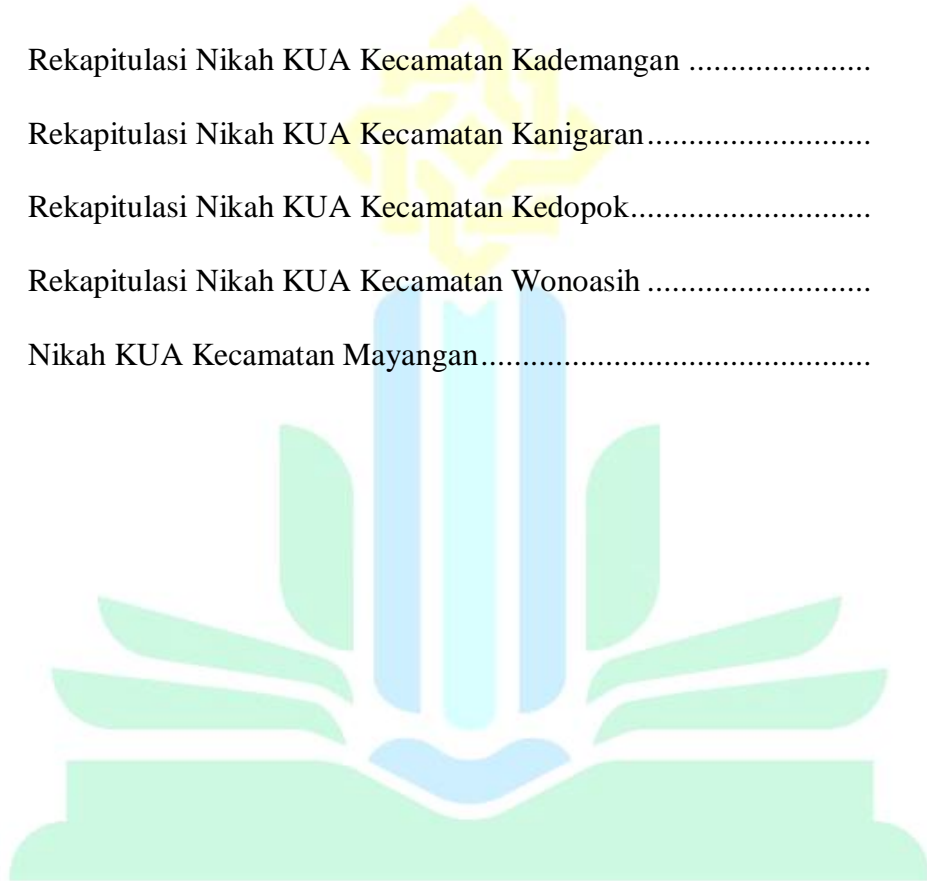 Rekapitulasi Nikah KUA Kecamatan Kademangan ......................
Rekapitulasi Nikah KUA Kecamatan Kanigaran...........................
Rekapitulasi Nikah KUA Kecamatan Kedopok.............................
Rekapitulasi Nikah KUA Kecamatan Wonoasih ...........................
Nikah KUA Kecamatan Mayangan...............................................